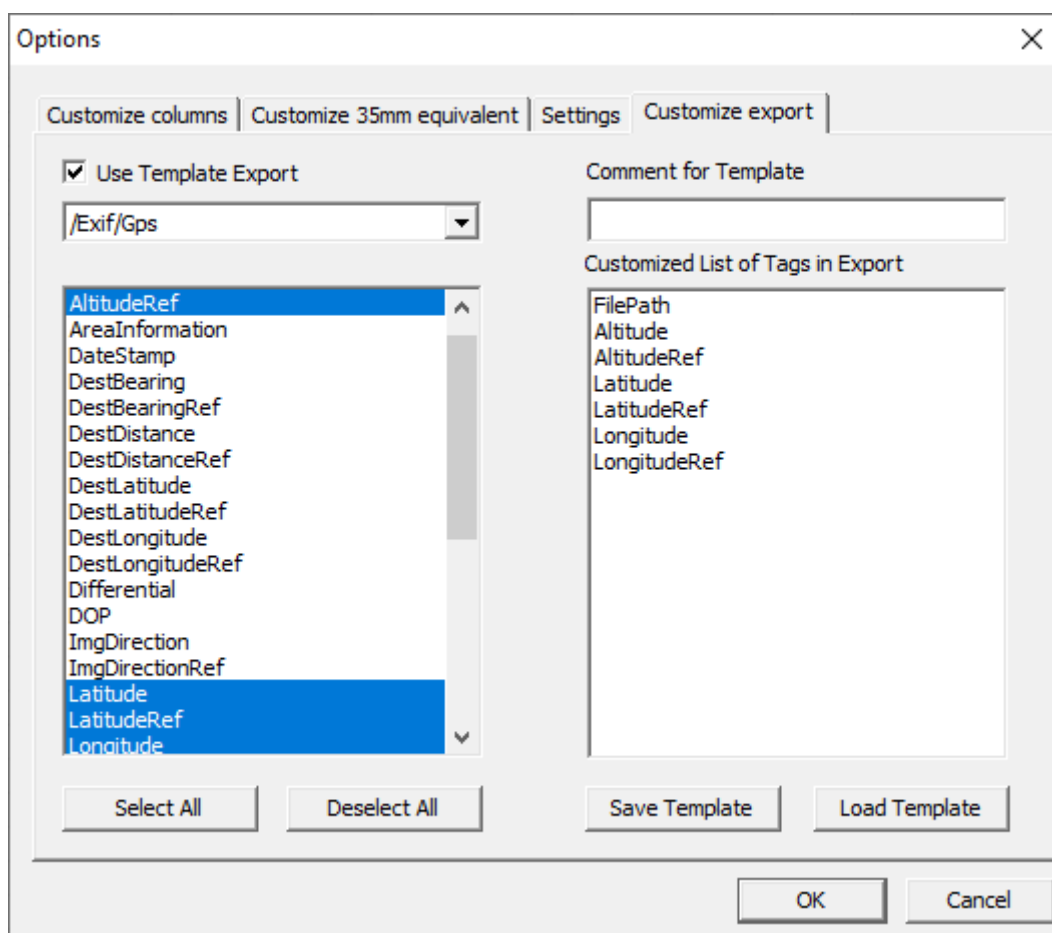 Options
Customize columns
Customize 35mm equivalent
Settings
Customize export
Use Template Export
/Exif/Gps
AltitudeRef
AreaInformation
DateStamp
DestBearing
DestBearingRef
DestDistance
DestDistanceRef
DestLatitude
DestLatitudeRef
DestLongitude
DestLongitudeRef
Differential
DOP
ImgDirection
ImgDirectionRef
Latitude
LatitudeRef
Longitude
Select All
Deselect All
Comment for Template
Customized List of Tags in Export
FilePath
Altitude
AltitudeRef
Latitude
LatitudeRef
Longitude
LongitudeRef
Save Template
Load Template
OK
Cancel